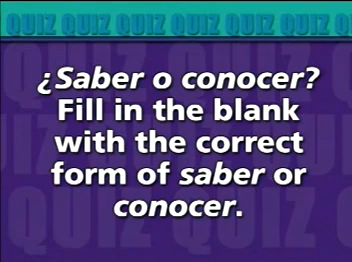 QUIZ QUIZ QUIZ QUIZ QUIZ QUIZ Q
¿Saber o conocer?
Fill in the blank
with the correct
form of saber or
conocer.